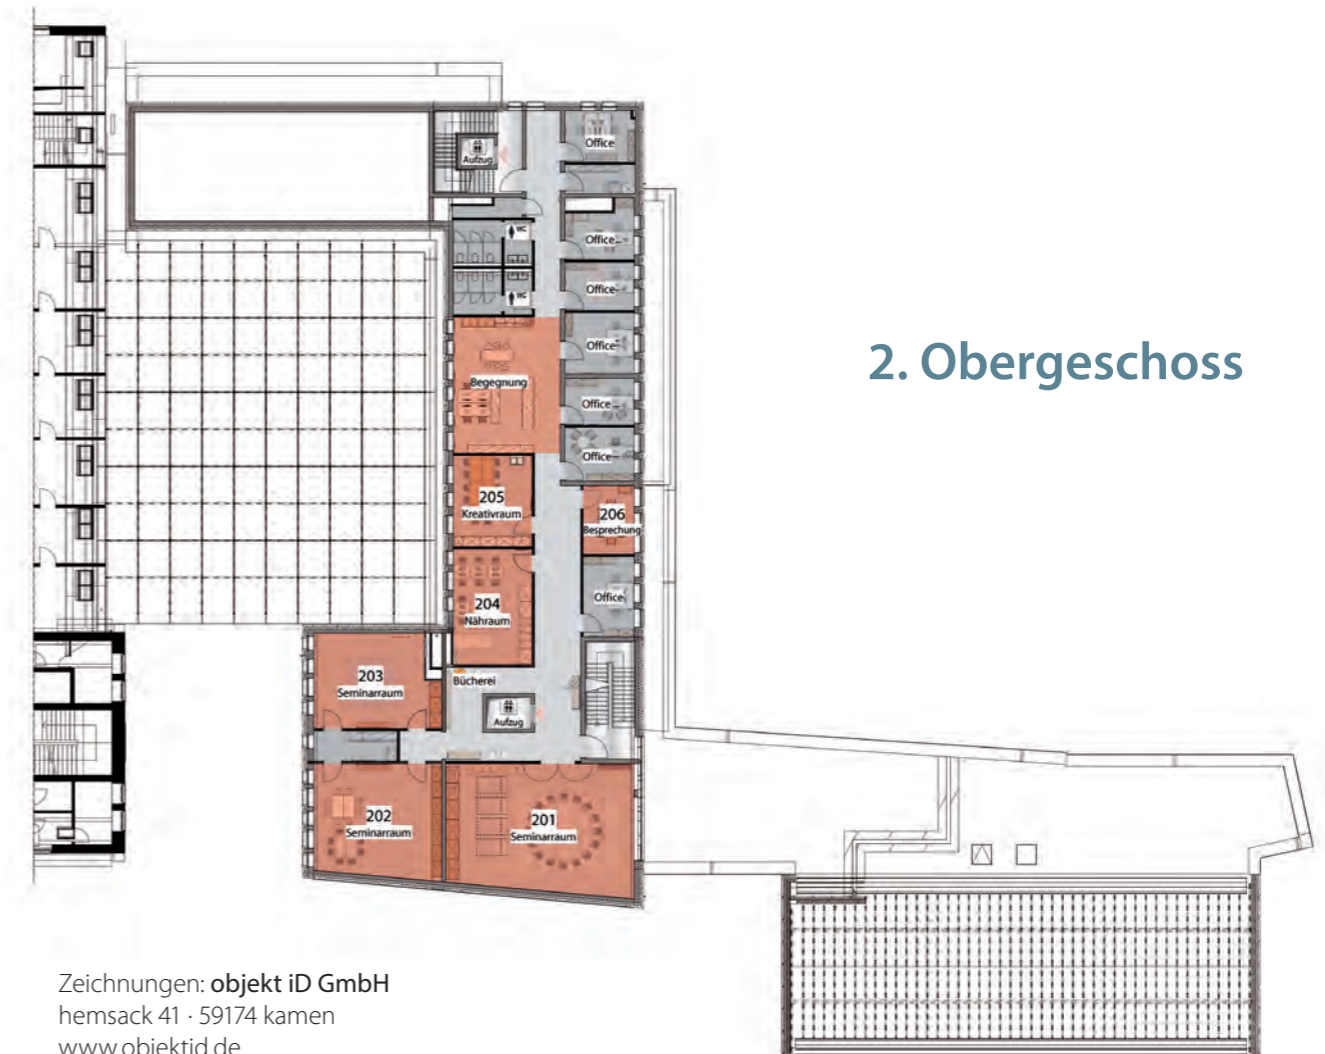 Office
Aufzug
WC
Office
Office
WC
Office
Begegnung
Office
Office
205
Kreativraum
206
Besprechung
204
Nähraum
Office
203
Seminarraum
Bücherei
Aufzug
202
Seminarraum
201
Seminarraum
2. Obergeschoss
Zeichnungen: objekt iD GmbH
hemsack 41 · 59174 kamen
www.objektid.de